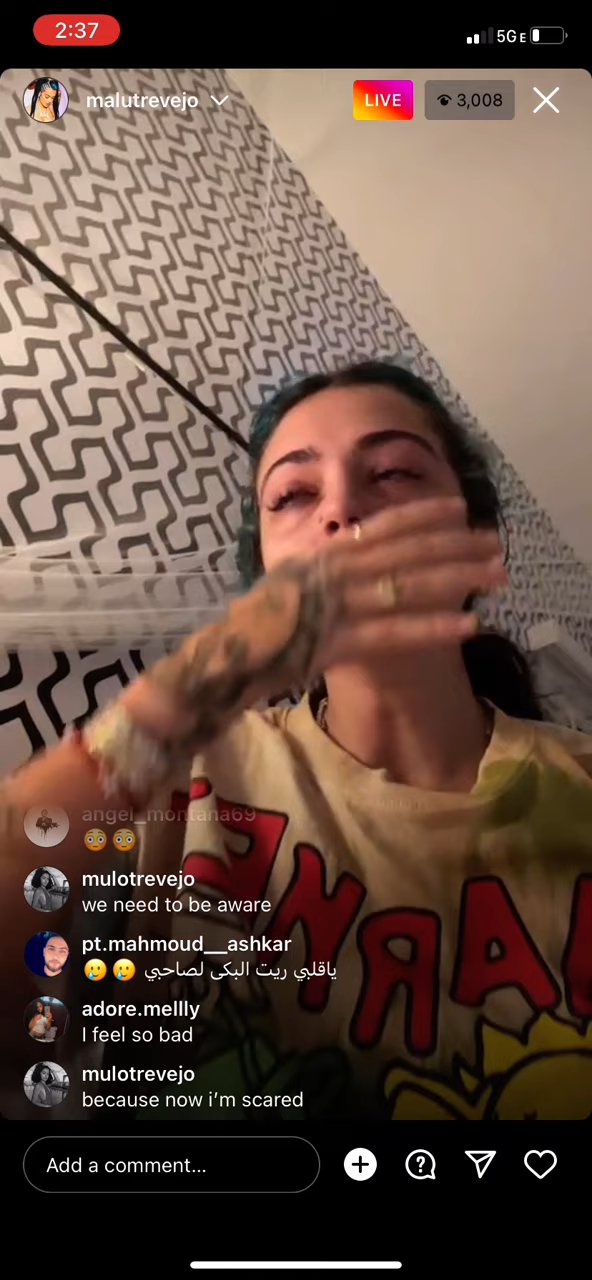 2:37
5G E
malutrevejo
LIVE
3,008
angel_montana69
😳 😳
mulotrevejo
we need to be aware
pt.mahmoud__ashkar
🥲 🥲 ياقلبي ريت البكى لصاحبي
adore.mellly
I feel so bad
mulotrevejo
because now i’m scared
Add a comment...